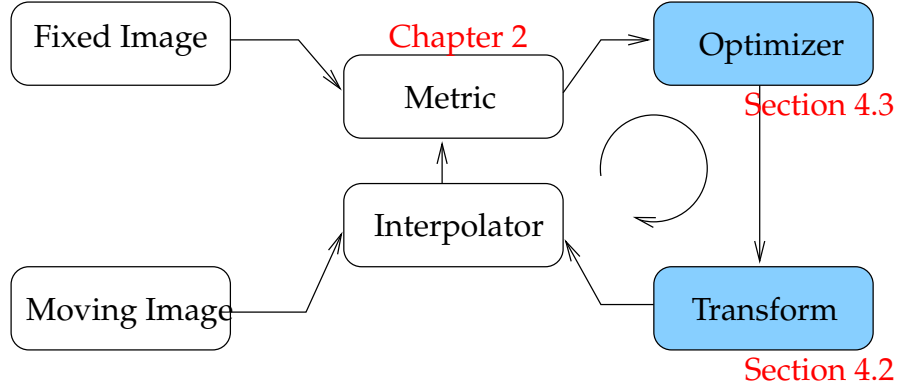 Fixed Image
Chapter 2
Optimizer
Metric
Section 4.3
Interpolator
Moving Image
Transform
Section 4.2